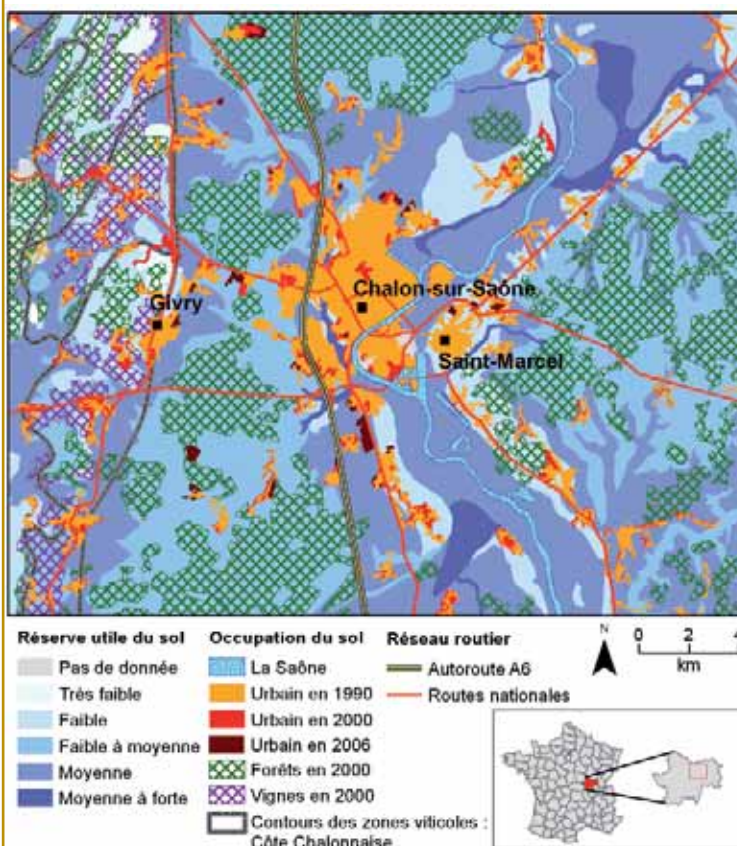 Givry
Chalon-sur-Saône
Saint-Marcel
Réserve utile du sol
Pas de donnée
Très faible
Faible
Faible à moyenne
Moyenne
Moyenne à forte
Occupation du sol
La Saône
Urbain en 1990
Urbain en 2000
Urbain en 2006
Forêts en 2000
Vignes en 2000
Contours des zones viticoles :
Côte Chalonnaise
Réseau routier
Autoroute A6
Routes nationales
N
0 2 4
km